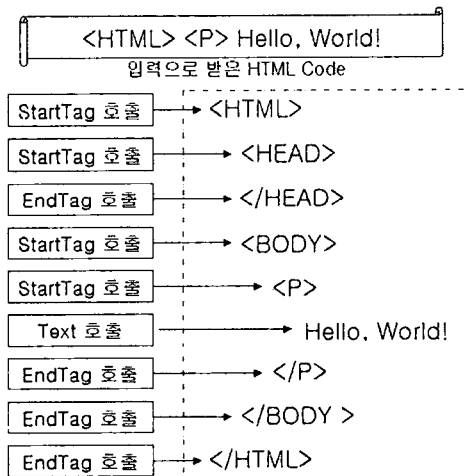 <HTML> <P> Hello, World!
입력으로 받은 HTML Code
StartTag 호출 <HTML>
StartTag 호출 <HEAD>
EndTag 호출 </HEAD>
StartTag 호출 <BODY>
StartTag 호출 <P>
Text 호출 Hello, World!
EndTag 호출 </P>
EndTag 호출 </BODY >
EndTag 호출 </HTML>